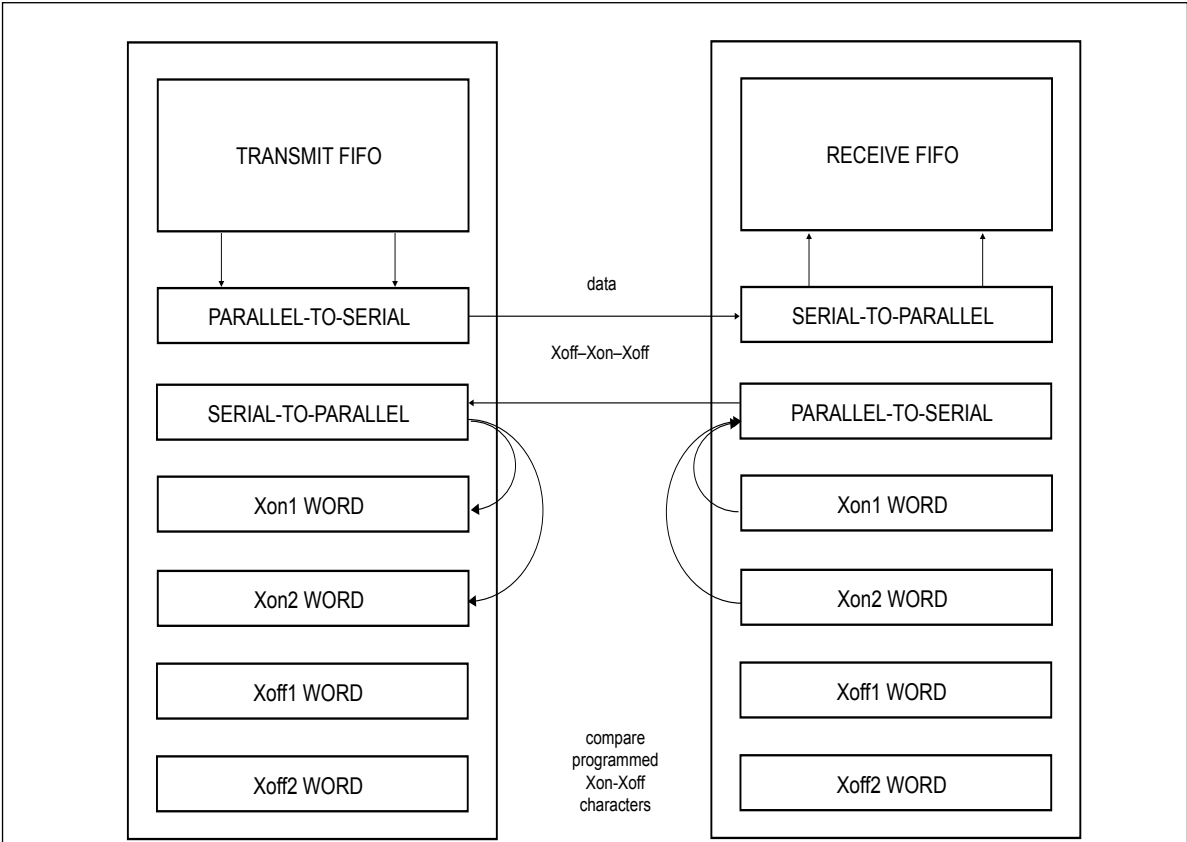 TRANSMIT FIFO
RECEIVE FIFO
data
PARALLEL-TO-SERIAL
SERIAL-TO-PARALLEL
Xoff–Xon–Xoff
SERIAL-TO-PARALLEL
PARALLEL-TO-SERIAL
Xon1 WORD
Xon1 WORD
Xon2 WORD
Xon2 WORD
Xoff1 WORD
Xoff1 WORD
compare
programmed
Xon-Xoff
characters
Xoff2 WORD
Xoff2 WORD